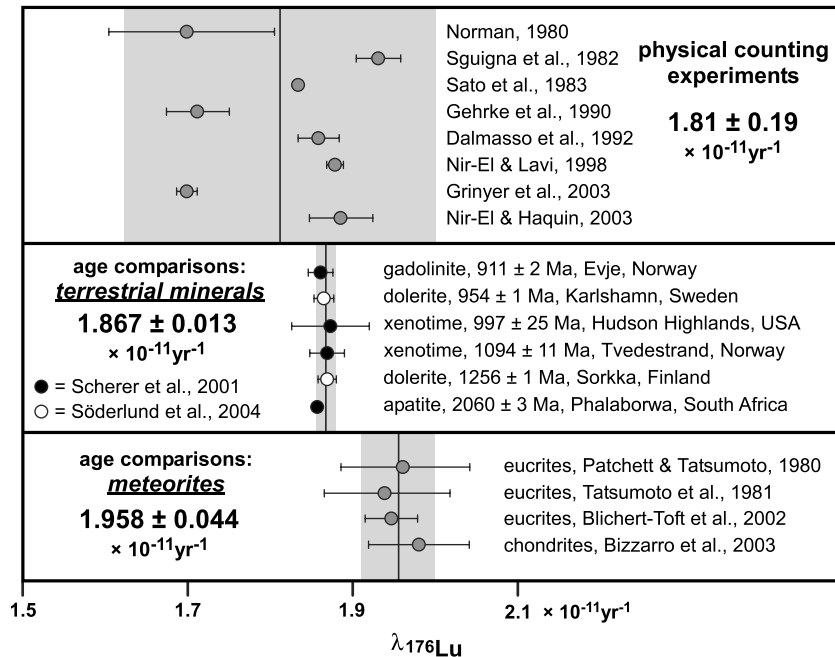 Norman, 1980
Sguigna et al., 1982
Sato et al., 1983
Gehrke et al., 1990
Dalmasso et al., 1992
Nir-El & Lavi, 1998
Grinyer et al., 2003
Nir-El & Haquin, 2003
physical counting
experiments
1.81 ± 0.19
× 10⁻¹¹yr⁻¹
age comparisons:
terrestrial minerals
1.867 ± 0.013
× 10⁻¹¹yr⁻¹
= Scherer et al., 2001
= Söderlund et al., 2004
gadolinite, 911 ± 2 Ma, Evje, Norway
dolerite, 954 ± 1 Ma, Karlshamn, Sweden
xenotime, 997 ± 25 Ma, Hudson Highlands, USA
xenotime, 1094 ± 11 Ma, Tvedestrand, Norway
dolerite, 1256 ± 1 Ma, Sorkka, Finland
apatite, 2060 ± 3 Ma, Phalaborwa, South Africa
age comparisons:
meteorites
1.958 ± 0.044
× 10⁻¹¹yr⁻¹
eucrites, Patchett & Tatsumoto, 1980
eucrites, Tatsumoto et al., 1981
eucrites, Blichert-Toft et al., 2002
chondrites, Bizzarro et al., 2003
1.5 1.7 1.9 2.1 × 10⁻¹¹yr⁻¹
λ176Lu